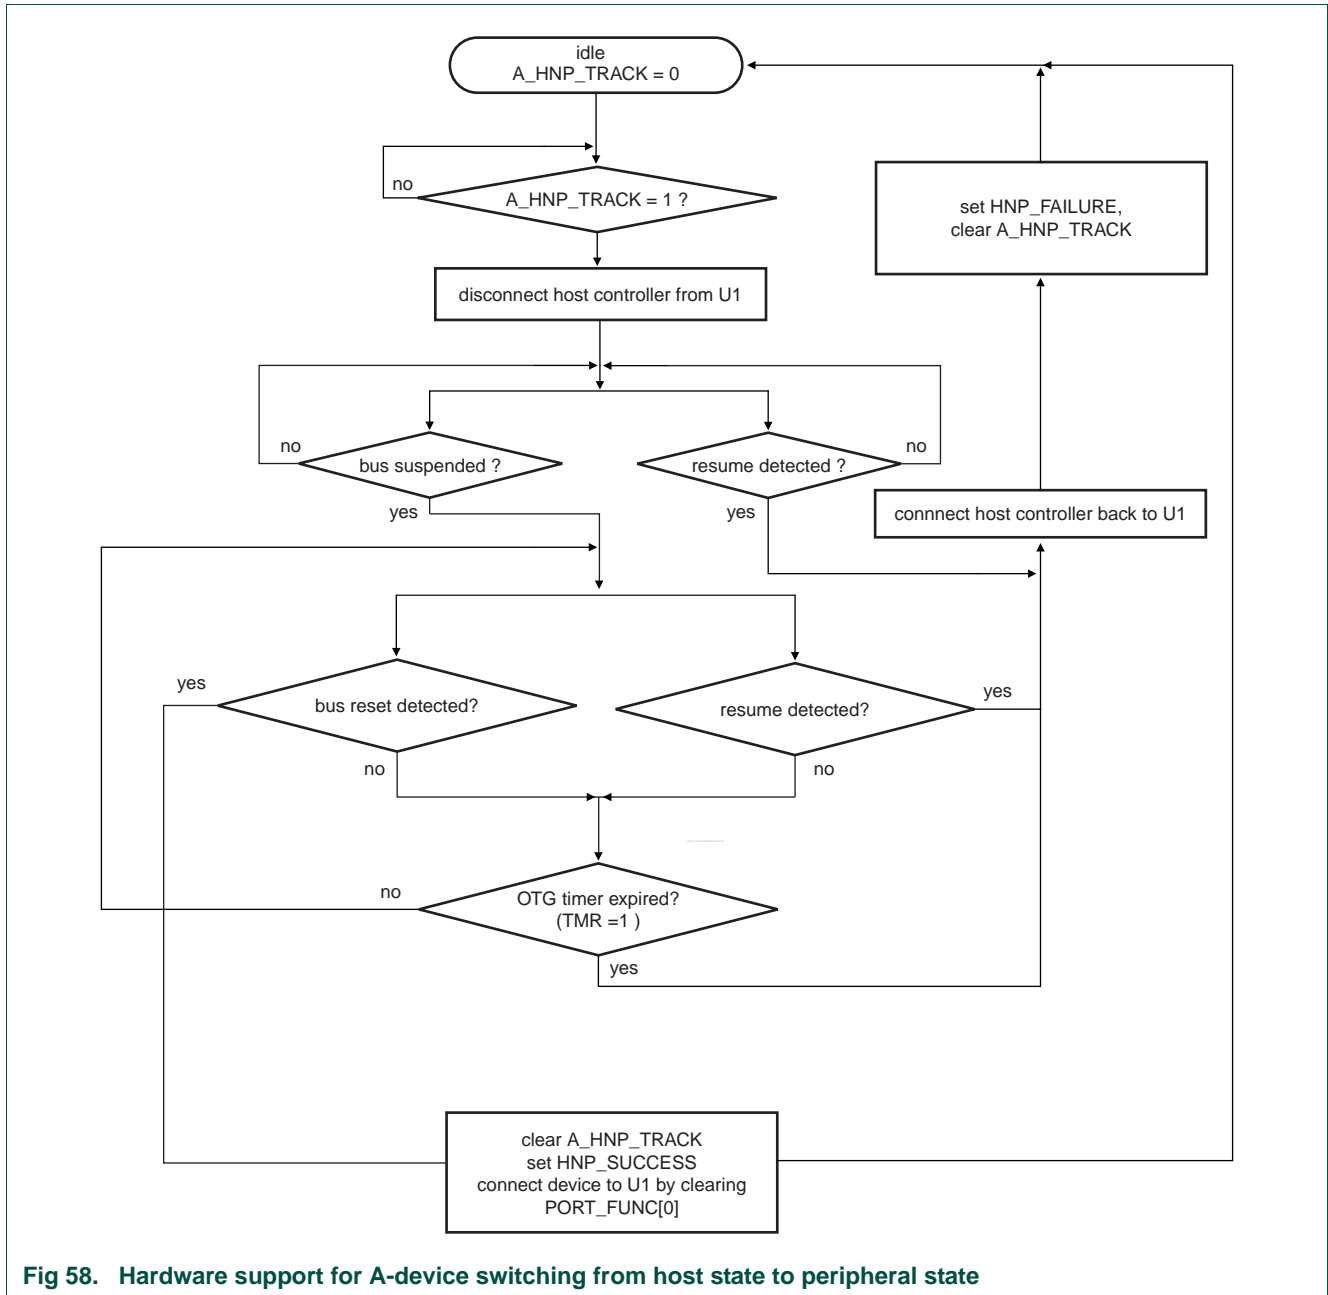 idle
A_HNP_TRACK = 0
no
A_HNP_TRACK = 1 ?
set HNP_FAILURE,
clear A_HNP_TRACK
disconnect host controller from U1
no
bus suspended ?
resume detected ?
no
yes
yes
connnect host controller back to U1
yes
bus reset detected?
resume detected?
yes
no
no
no
OTG timer expired?
(TMR =1 )
yes
clear A_HNP_TRACK
set HNP_SUCCESS
connect device to U1 by clearing
PORT_FUNC[0]
Fig 58. Hardware support for A-device switching from host state to peripheral state